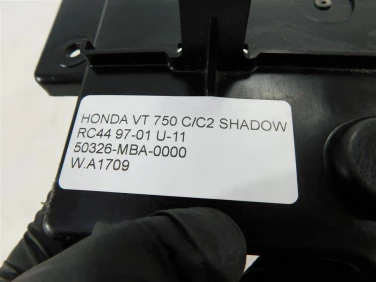 HONDA VT 750 C/C2 SHADOW
RC44 97-01 U-11
50326-MBA-0000
W.A1709